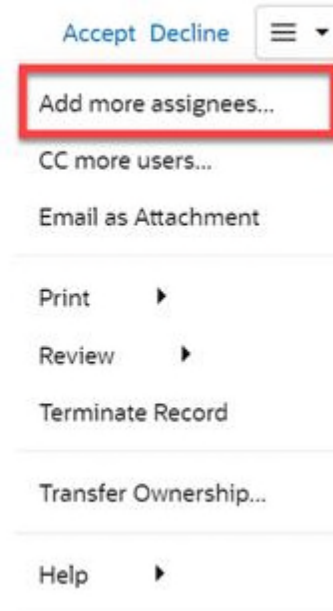 Accept Decline
Add more assignees...
CC more users...
Email as Attachment
Print
Review
Terminate Record
Transfer Ownership...
Help